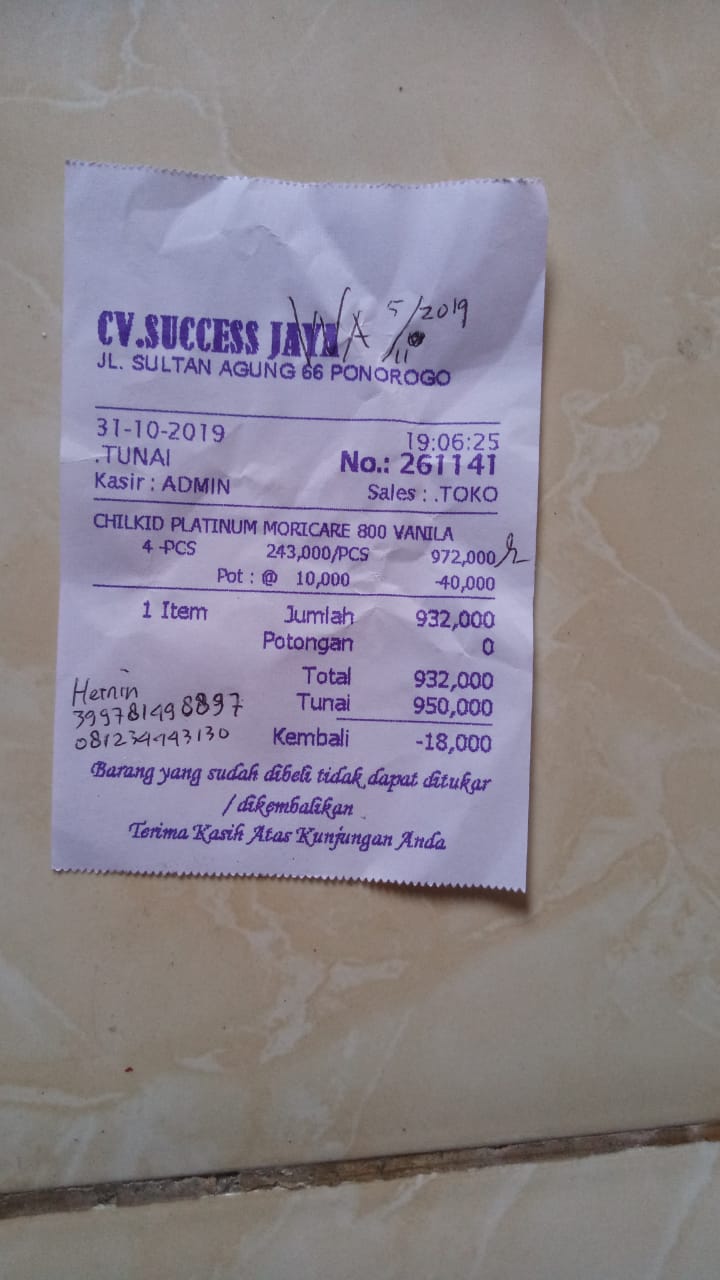 WA 5/11/2019
CV.SUCCESS JAYA
JL. SULTAN AGUNG 66 PONOROGO
31-10-2019 19:06:25
.TUNAI No.: 261141
Kasir : ADMIN Sales : .TOKO
CHILKID PLATINUM MORICARE 800 VANILA
4 -PCS 243,000/PCS 972,000
Pot : @ 10,000 -40,000
1 Item Jumlah 932,000
Potongan 0
Total 932,000
Tunai 950,000
Kembali -18,000
Hernin
399781498897
081234443130
Barang yang sudah dibeli tidak dapat ditukar
/ dikembalikan
Terima Kasih Atas Kunjungan Anda